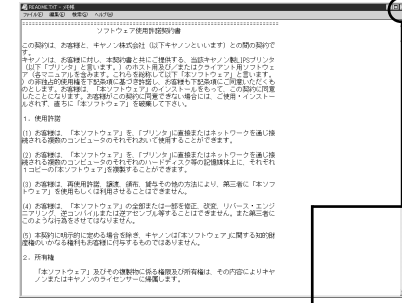 README.TXT - メモ帳
ファイル(F) 編集(E) 検索(S) ヘルプ(H)
ソフトウェア使用許諾契約書
この契約は、お客様と、キヤノン株式会社（以下キヤノンといいます）との間の契約です。
キヤノンは、お客様に対し、本契約書と共にご提供する、当該キヤノン製LIPSプリンタ
（以下「プリンタ」と言います。）のホスト用及び／またはクライアント用ソフトウェ
ア（各マニュアルを含みます。これらを総称して以下「本ソフトウェア」と言います。
）の非独占的使用権を下記条項に基づき許諾し、お客様も下記条項にご同意いただくも
のとします。お客様は、「本ソフトウェア」のインストールをもって、この契約に同意
したことになります。お客様がこの契約に同意できない場合には、ご使用・インストー
ルされず、直ちに「本ソフトウェア」を破棄して下さい。
1．使用許諾
(1) お客様は、「本ソフトウェア」を、「プリンタ」に直接またはネットワークを通じ接
続される複数のコンピュータのそれぞれおいて使用することができます。
(2) お客様は、「本ソフトウェア」を、「プリンタ」に直接またはネットワークを通じ接
続される複数のコンピュータのそれぞれのハードディスク等の記憶媒体上に、それぞれ
1コピーの「本ソフトウェア」を複製することができます。
(3) お客様は、再使用許諾、譲渡、頒布、貸与その他の方法により、第三者に「本ソフ
トウェア」を使用もしくは利用させることはできません。
(4) お客様は、「本ソフトウェア」の全部または一部を修正、改変、リバース・エンジ
ニアリング、逆コンパイルまたは逆アセンブル等することはできません。また第三者に
このような行為をさせてはなりません。
(5) 本契約に明示的に定める場合を除き、キヤノンは「本ソフトウェア」に関する知的財
産権のいかなる権利もお客様に付与するものではありません。
2．所有権
「本ソフトウェア」及びその複製物に係る権限及び所有権は、その内容によりキヤ
ノンまたはキヤノンのライセンサーに帰属します。